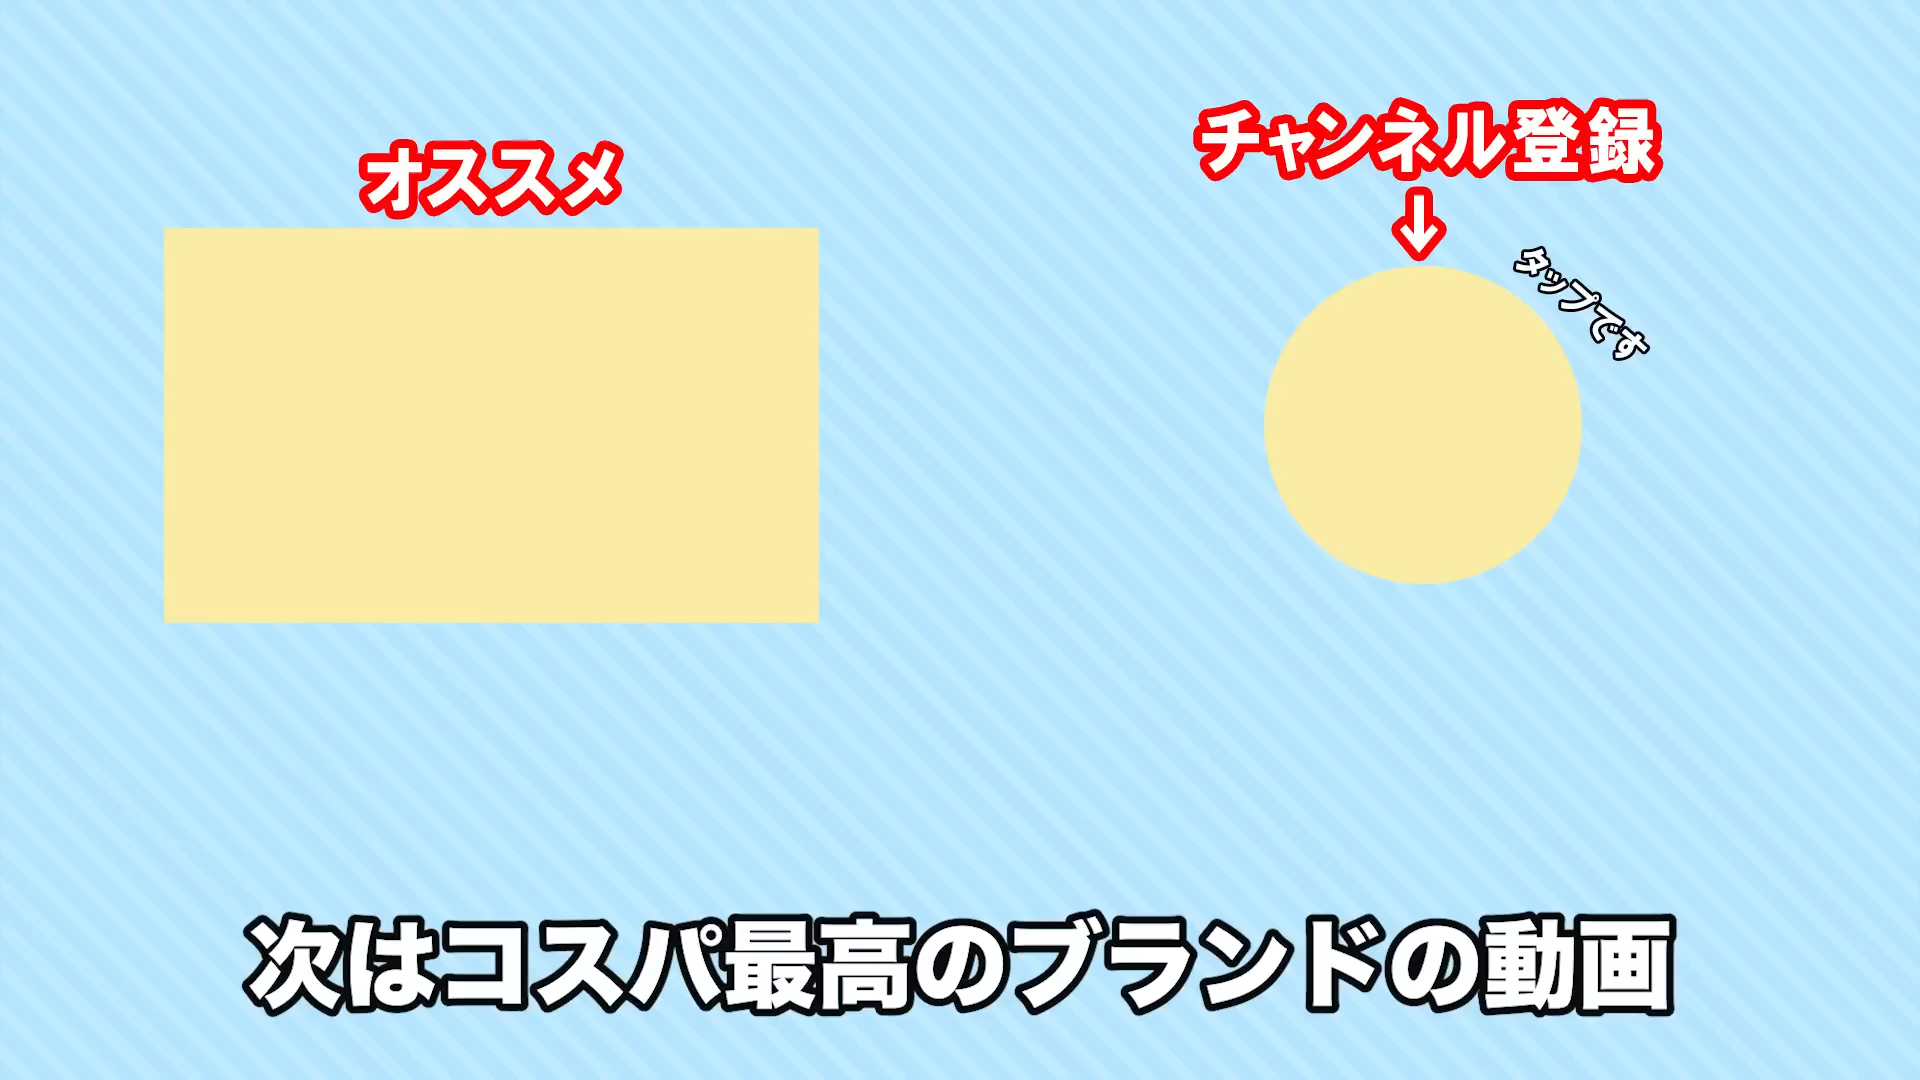 オススメ
チャンネル登録
↓
タップです
次はコスパ最高のブランドの動画